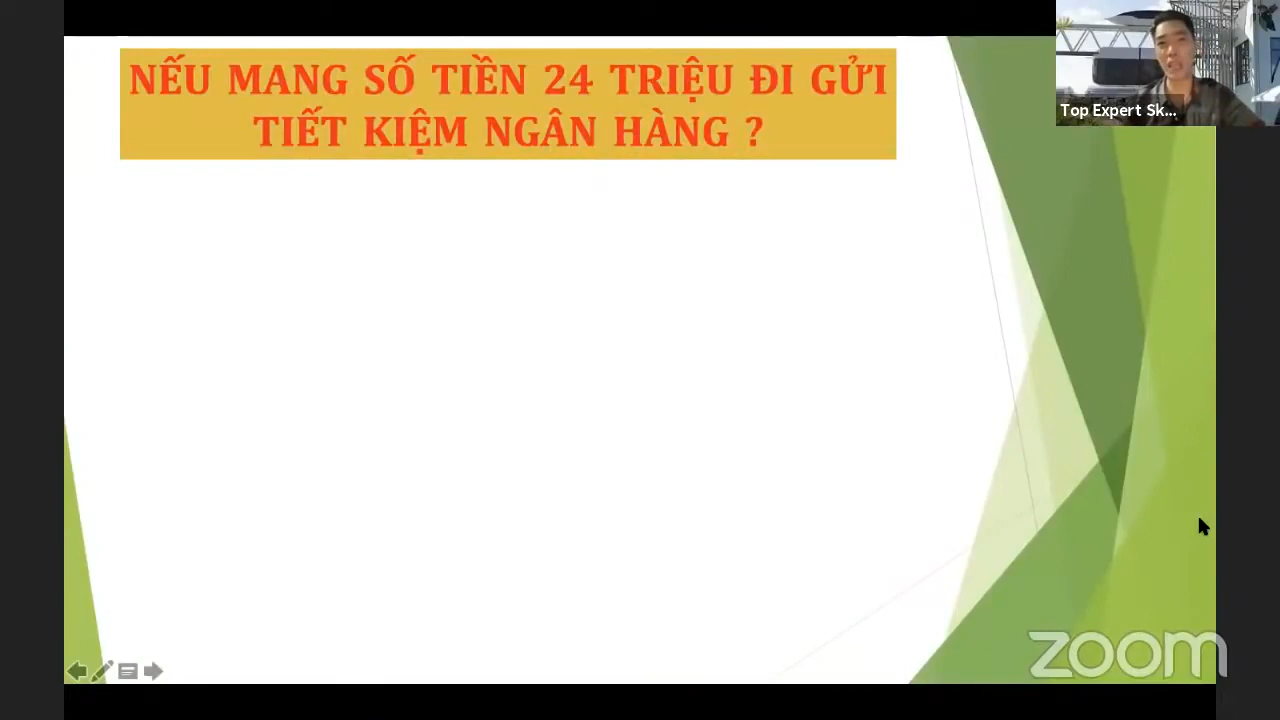 NẾU MANG SỐ TIỀN 24 TRIỆU ĐI GỬI
TIẾT KIỆM NGÂN HÀNG ?
Top Expert Sk...
zoom